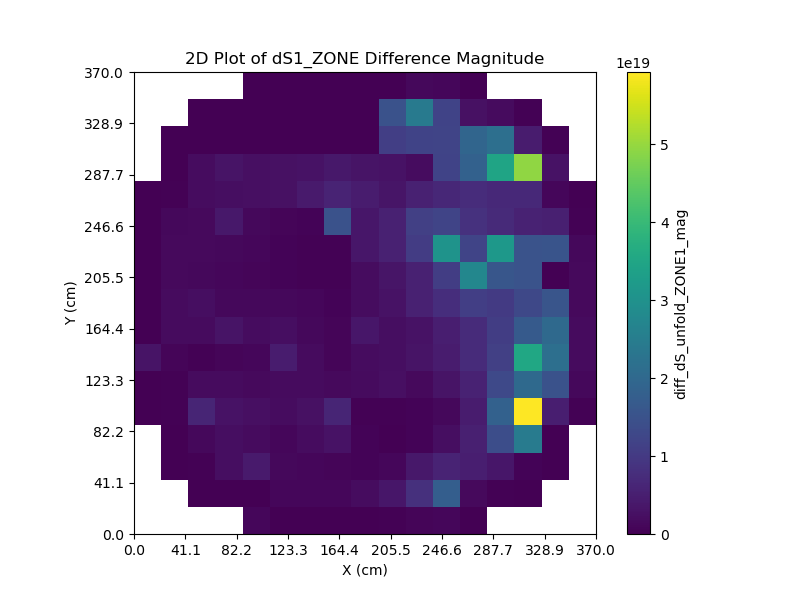 2D Plot of dS1_ZONE Difference Magnitude
1e19
370.0
328.9
287.7
246.6
205.5
164.4
123.3
82.2
41.1
0.0
Y (cm)
0.0 41.1 82.2 123.3 164.4 205.5 246.6 287.7 328.9 370.0
X (cm)
5
4
3
2
1
0
diff_dS_unfold_ZONE1_mag